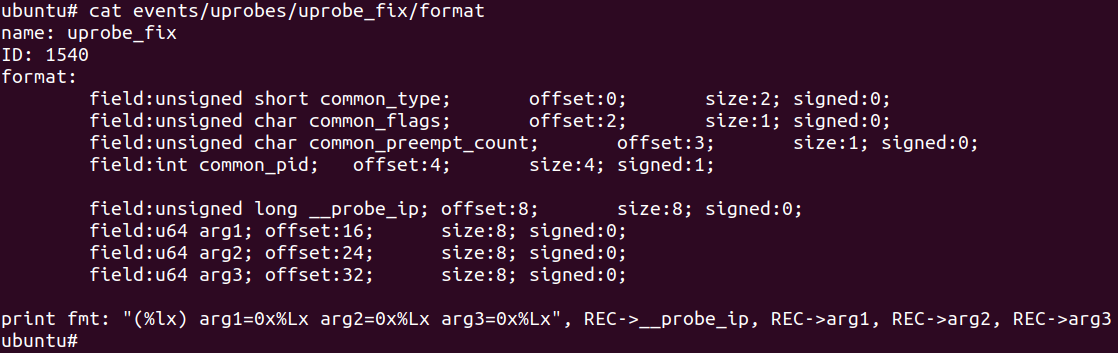 ubuntu# cat events/uprobes/uprobe_fix/format
name: uprobe_fix
ID: 1540
format:
field:unsigned short common_type; offset:0; size:2; signed:0;
field:unsigned char common_flags; offset:2; size:1; signed:0;
field:unsigned char common_preempt_count; offset:3; size:1; signed:0;
field:int common_pid; offset:4; size:4; signed:1;
field:unsigned long __probe_ip; offset:8; size:8; signed:0;
field:u64 arg1; offset:16; size:8; signed:0;
field:u64 arg2; offset:24; size:8; signed:0;
field:u64 arg3; offset:32; size:8; signed:0;
print fmt: "(%lx) arg1=0x%Lx arg2=0x%Lx arg3=0x%Lx", REC->__probe_ip, REC->arg1, REC->arg2, REC->arg3
ubuntu#